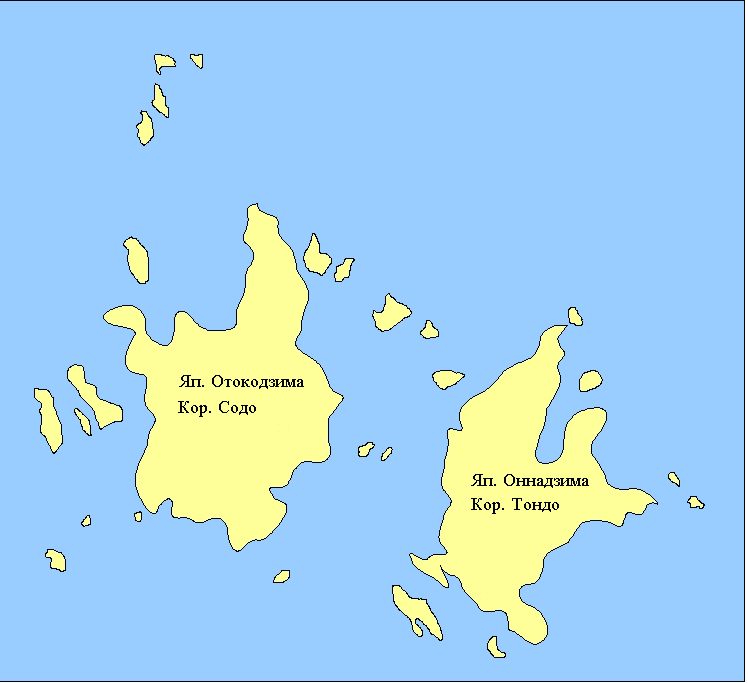 Яп. Отокодзима
Кор. Содо
Яп. Оннадзима
Кор. Тондо